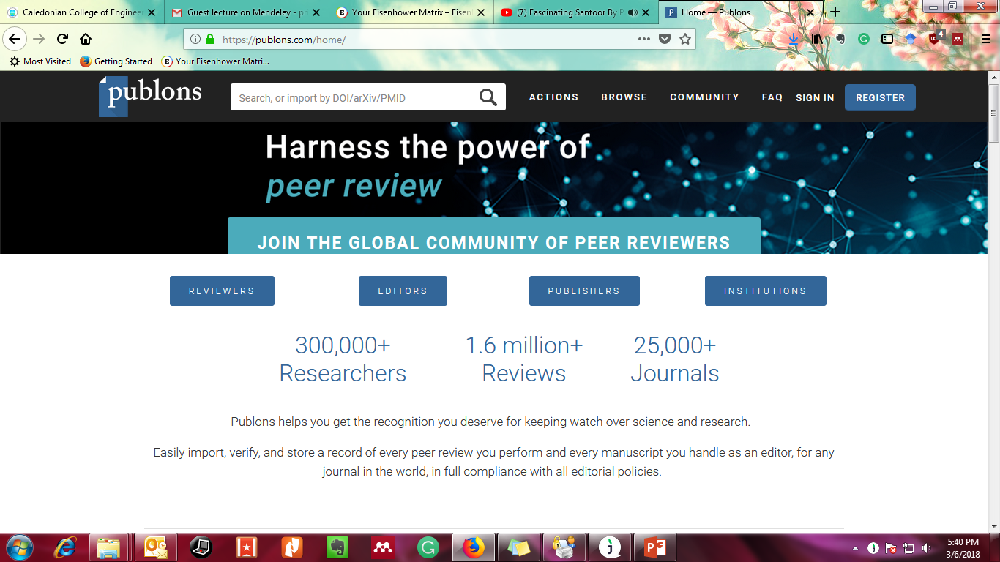 Caledonian College of Enginee
Guest lecture on Mendeley - pr
Your Eisenhower Matrix – Eisen
(7) Fascinating Santoor By P
Home — Publons
https://publons.com/home/
4
Most Visited
Getting Started
Your Eisenhower Matri...
publons
Search, or import by DOI/arXiv/PMID
ACTIONS
BROWSE
COMMUNITY
FAQ
SIGN IN
REGISTER
Harness the power of
peer review
JOIN THE GLOBAL COMMUNITY OF PEER REVIEWERS
REVIEWERS
EDITORS
PUBLISHERS
INSTITUTIONS
300,000+
Researchers
1.6 million+
Reviews
25,000+
Journals
Publons helps you get the recognition you deserve for keeping watch over science and research.
Easily import, verify, and store a record of every peer review you perform and every manuscript you handle as an editor, for any
journal in the world, in full compliance with all editorial policies.
5:40 PM
3/6/2018